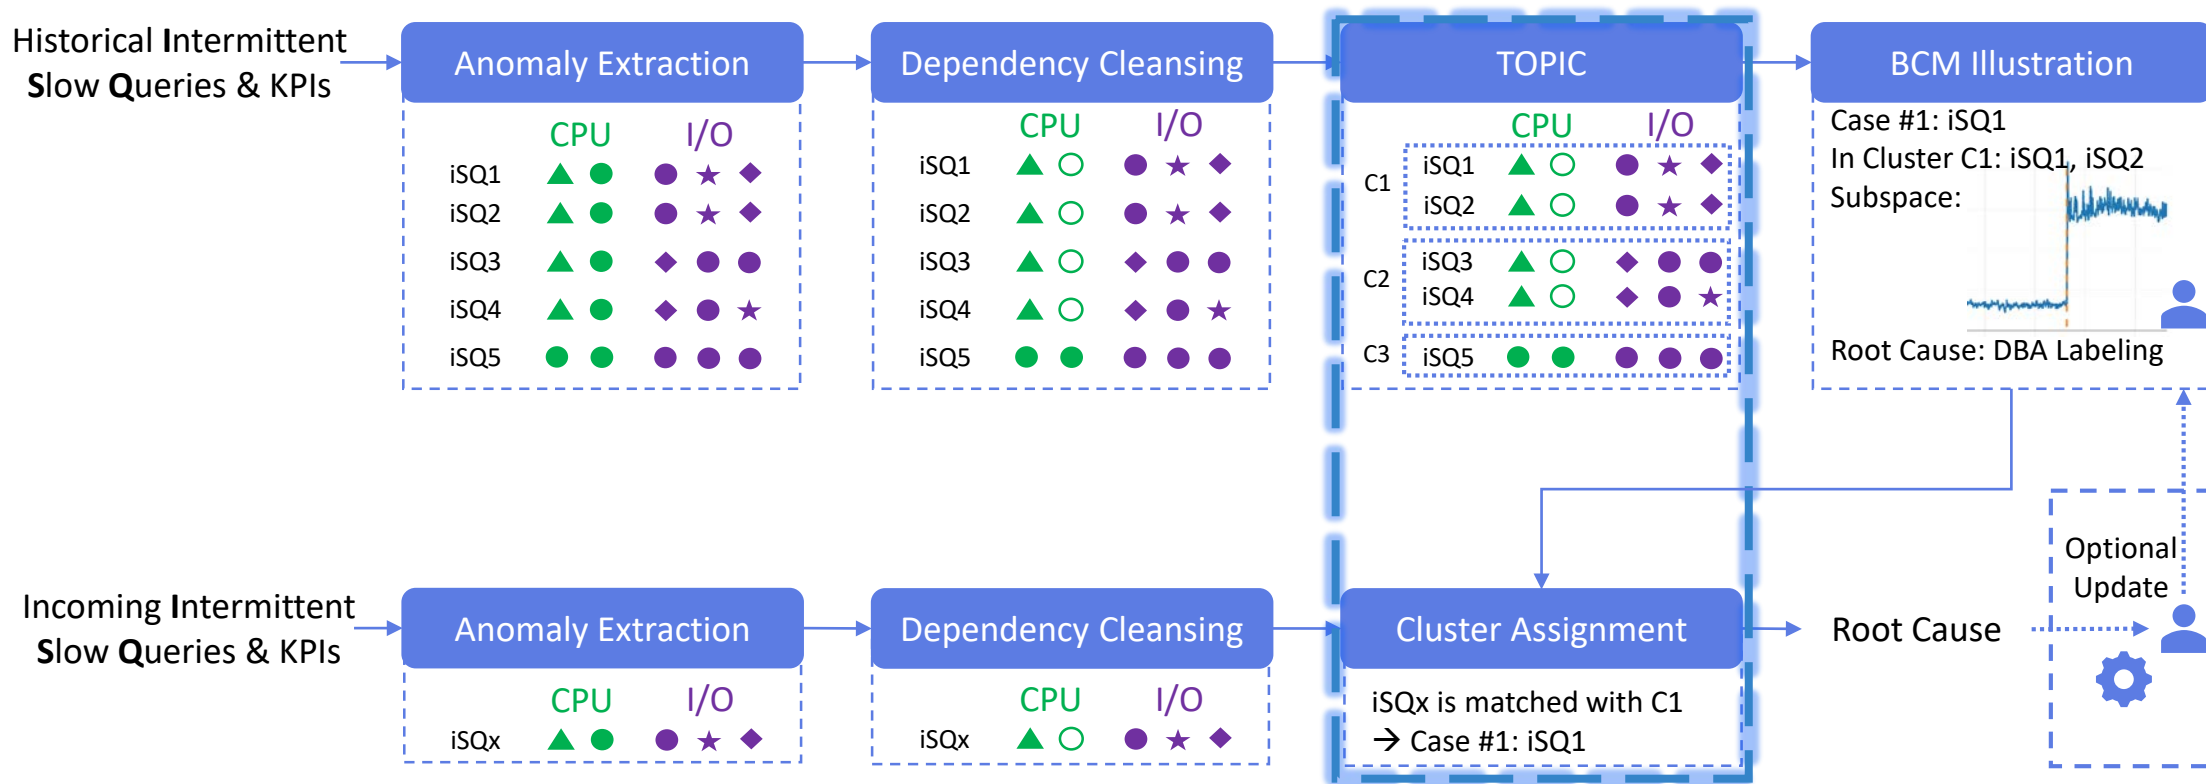 Historical Intermittent
Slow Queries & KPIs
Anomaly Extraction
CPU I/O
iSQ1
iSQ2
iSQ3
iSQ4
iSQ5
Dependency Cleansing
CPU I/O
iSQ1
iSQ2
iSQ3
iSQ4
iSQ5
TOPIC
CPU I/O
C1
iSQ1
iSQ2
C2
iSQ3
iSQ4
C3
iSQ5
BCM Illustration
Case #1: iSQ1
In Cluster C1: iSQ1, iSQ2
Subspace:
Root Cause: DBA Labeling
Incoming Intermittent
Slow Queries & KPIs
Anomaly Extraction
CPU I/O
iSQx
Dependency Cleansing
CPU I/O
iSQx
Cluster Assignment
iSQx is matched with C1
→ Case #1: iSQ1
Root Cause
Optional
Update